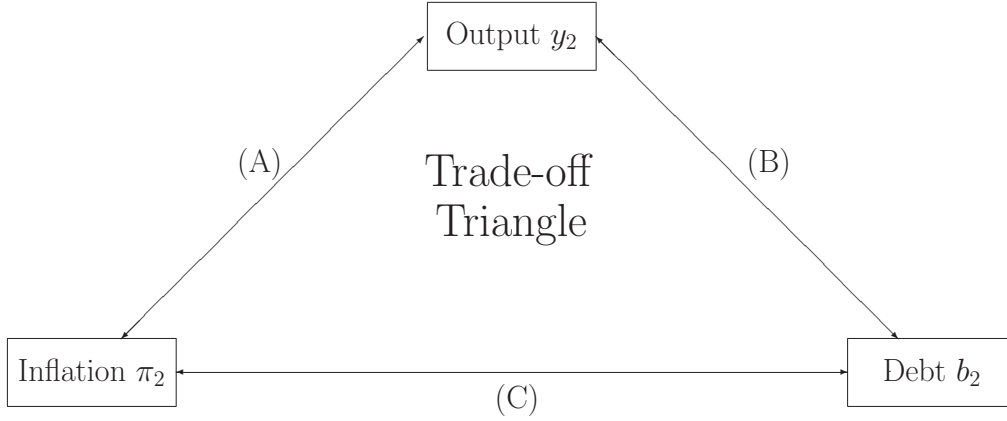 Output y₂
(A)
(B)
Trade-off
Triangle
Inflation π₂
Debt b₂
(C)